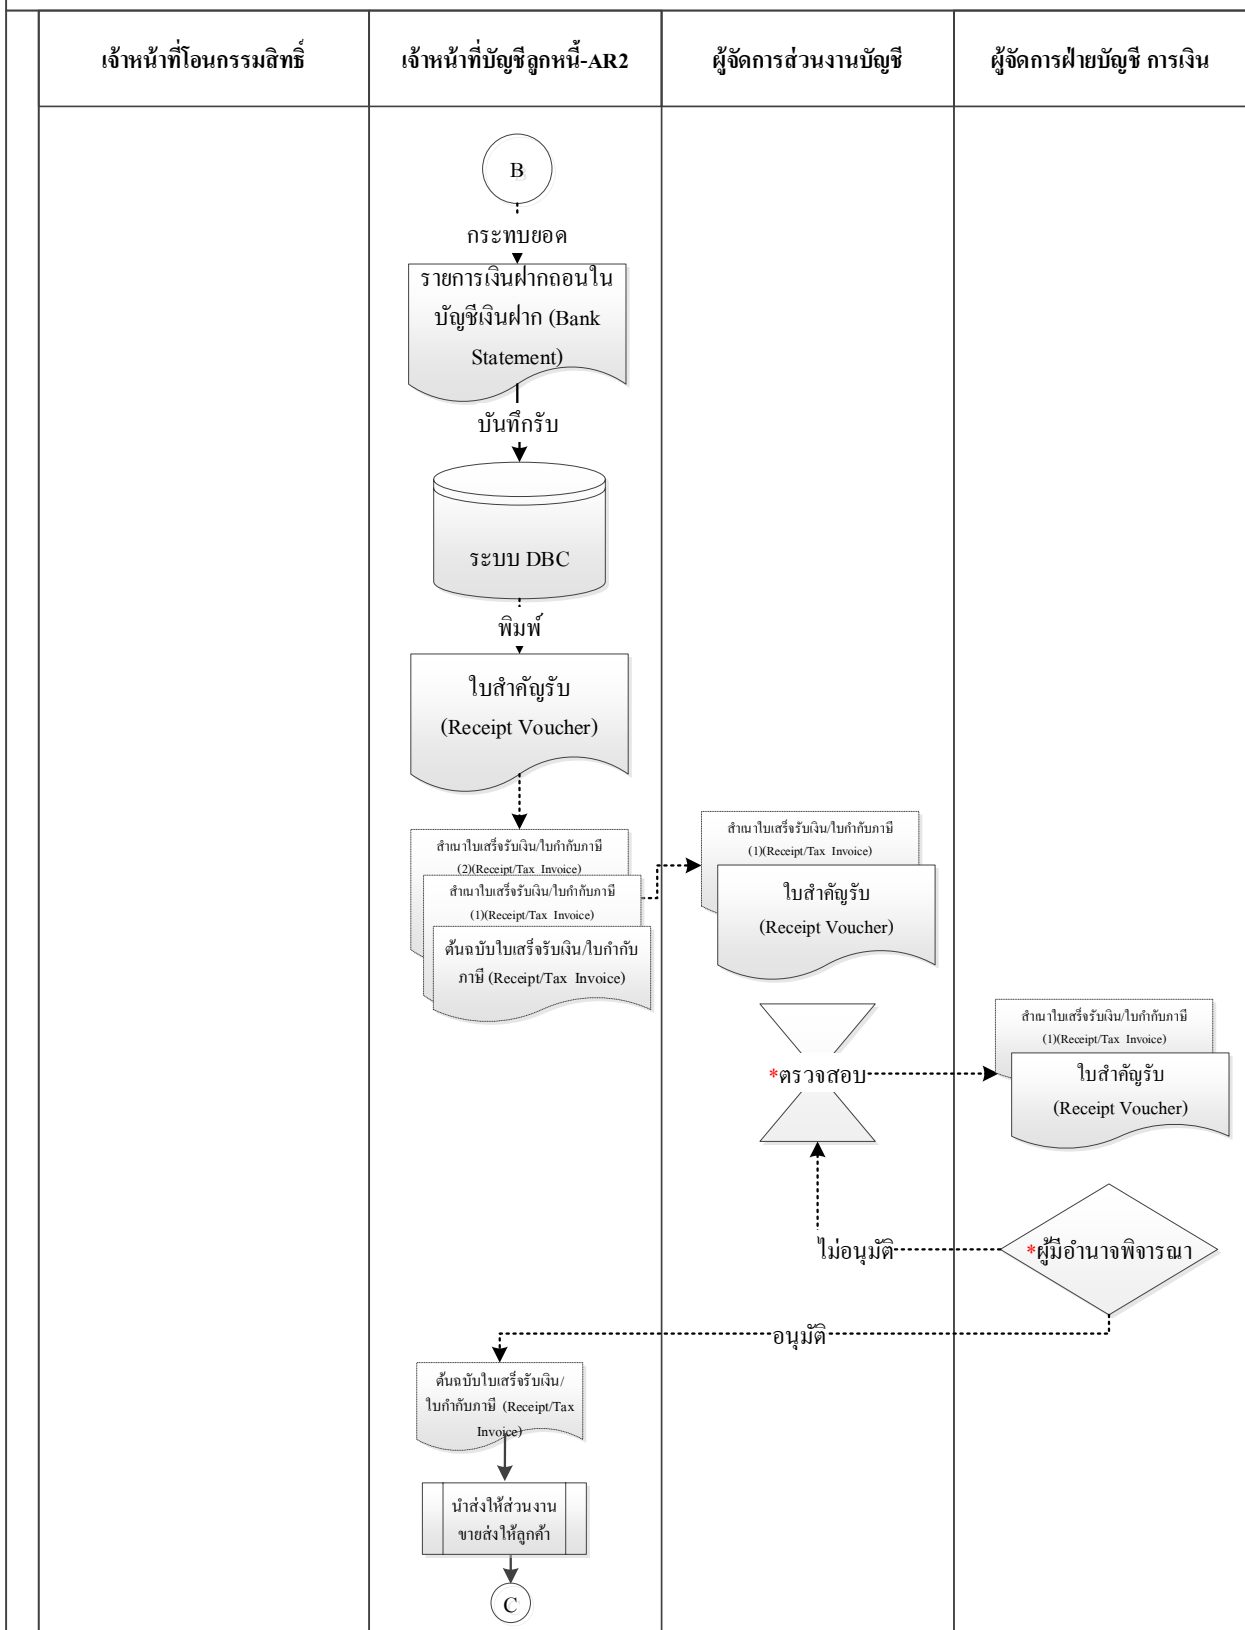 เจ้าหน้าที่โอนกรรมสิทธิ์
เจ้าหน้าที่บัญชีลูกหนี้-AR2
ผู้จัดการส่วนงานบัญชี
ผู้จัดการฝ่ายบัญชี การเงิน
B
กระทบยอด
รายการเงินฝากถอนใน
บัญชีเงินฝาก (Bank
Statement)
บันทึกรับ
ระบบ DBC
พิมพ์
ใบสำคัญรับ
(Receipt Voucher)
สำเนาใบเสร็จรับเงิน/ใบกำกับภาษี
(2)(Receipt/Tax Invoice)
สำเนาใบเสร็จรับเงิน/ใบกำกับภาษี
(1)(Receipt/Tax Invoice)
ต้นฉบับใบเสร็จรับเงิน/ใบกำกับ
ภาษี (Receipt/Tax Invoice)
สำเนาใบเสร็จรับเงิน/ใบกำกับภาษี
(1)(Receipt/Tax Invoice)
ใบสำคัญรับ
(Receipt Voucher)
*ตรวจสอบ
สำเนาใบเสร็จรับเงิน/ใบกำกับภาษี
(1)(Receipt/Tax Invoice)
ใบสำคัญรับ
(Receipt Voucher)
ไม่อนุมัติ
*ผู้มีอำนาจพิจารณา
อนุมัติ
ต้นฉบับใบเสร็จรับเงิน/
ใบกำกับภาษี (Receipt/Tax
Invoice)
นำส่งให้ส่วนงาน
ขายส่งให้ลูกค้า
C